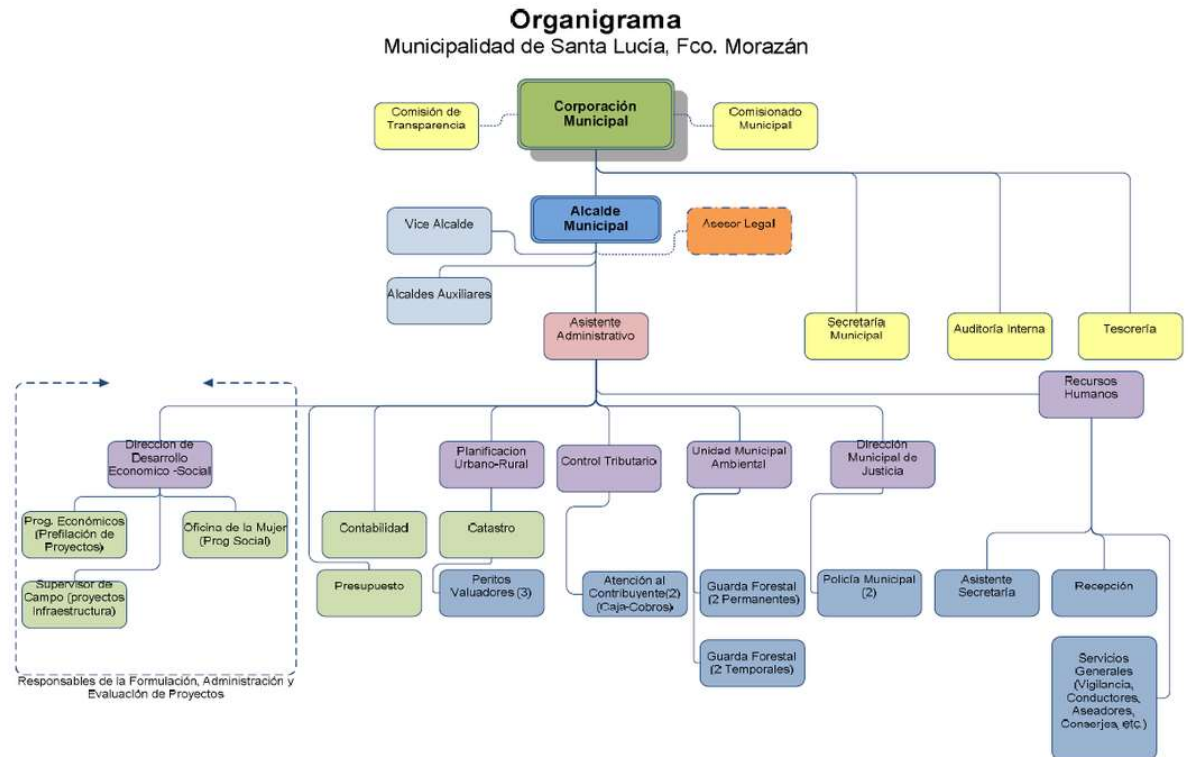 Organigrama
Municipalidad de Santa Lucía, Fco. Morazán
Corporación
Municipal
Comisión de
Transparencia
Comisionado
Municipal
Alcalde
Municipal
Vice Alcalde
Asesor Legal
Alcaldes Auxiliares
Asistente
Administrativo
Secretaría
Municipal
Auditoría Interna
Tesorería
Recursos
Humanos
Direccion de
Desarrollo
Economico -Social
Planificacion
Urbano-Rural
Control Tributario
Unidad Municipal
Ambiental
Dirección
Municipal de
Justicia
Prog. Económicos
(Prefilación de
Proyectos)
Oficina de la Mujer
(Prog Social)
Contabilidad
Catastro
Supervisor de
Campo (proyectos
Infraestructura)
Presupuesto
Peritos
Valuadores (3)
Atención al
Contribuyente(2)
(Caja-Cobros)
Guarda Forestal
(2 Permanentes)
Policía Municipal
(2)
Asistente
Secretaría
Recepción
Guarda Forestal
(2 Temporales)
Servicios
Generales
(Vigilancia,
Conductores,
Aseadores,
Conserjes, etc.)
Responsables de la Formulación, Administración y
Evaluación de Proyectos